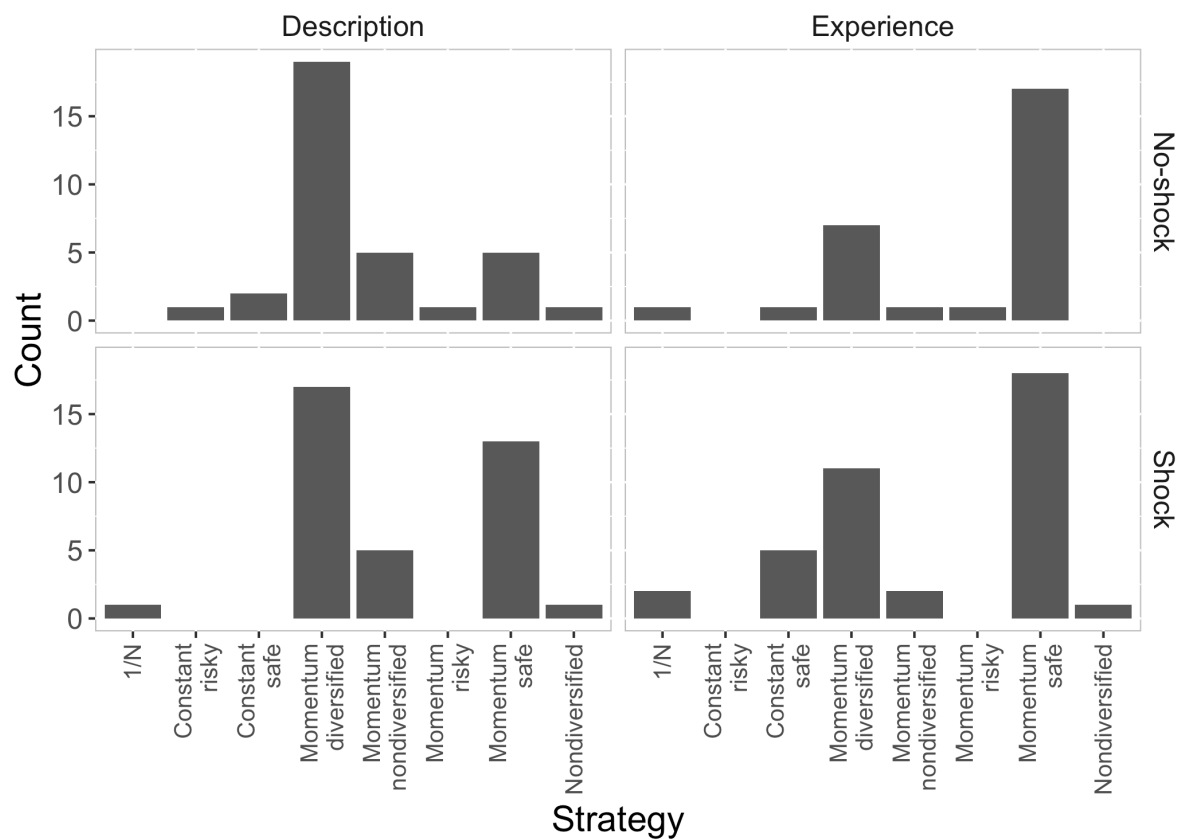 Description
Experience
15
10
5
0
No-shock
Count
15
10
5
0
Shock
1/N
Constant
risky
Constant
safe
Momentum
diversified
Momentum
nondiversified
Momentum
risky
Momentum
safe
Nondiversified
1/N
Constant
risky
Constant
safe
Momentum
diversified
Momentum
nondiversified
Momentum
risky
Momentum
safe
Nondiversified
Strategy